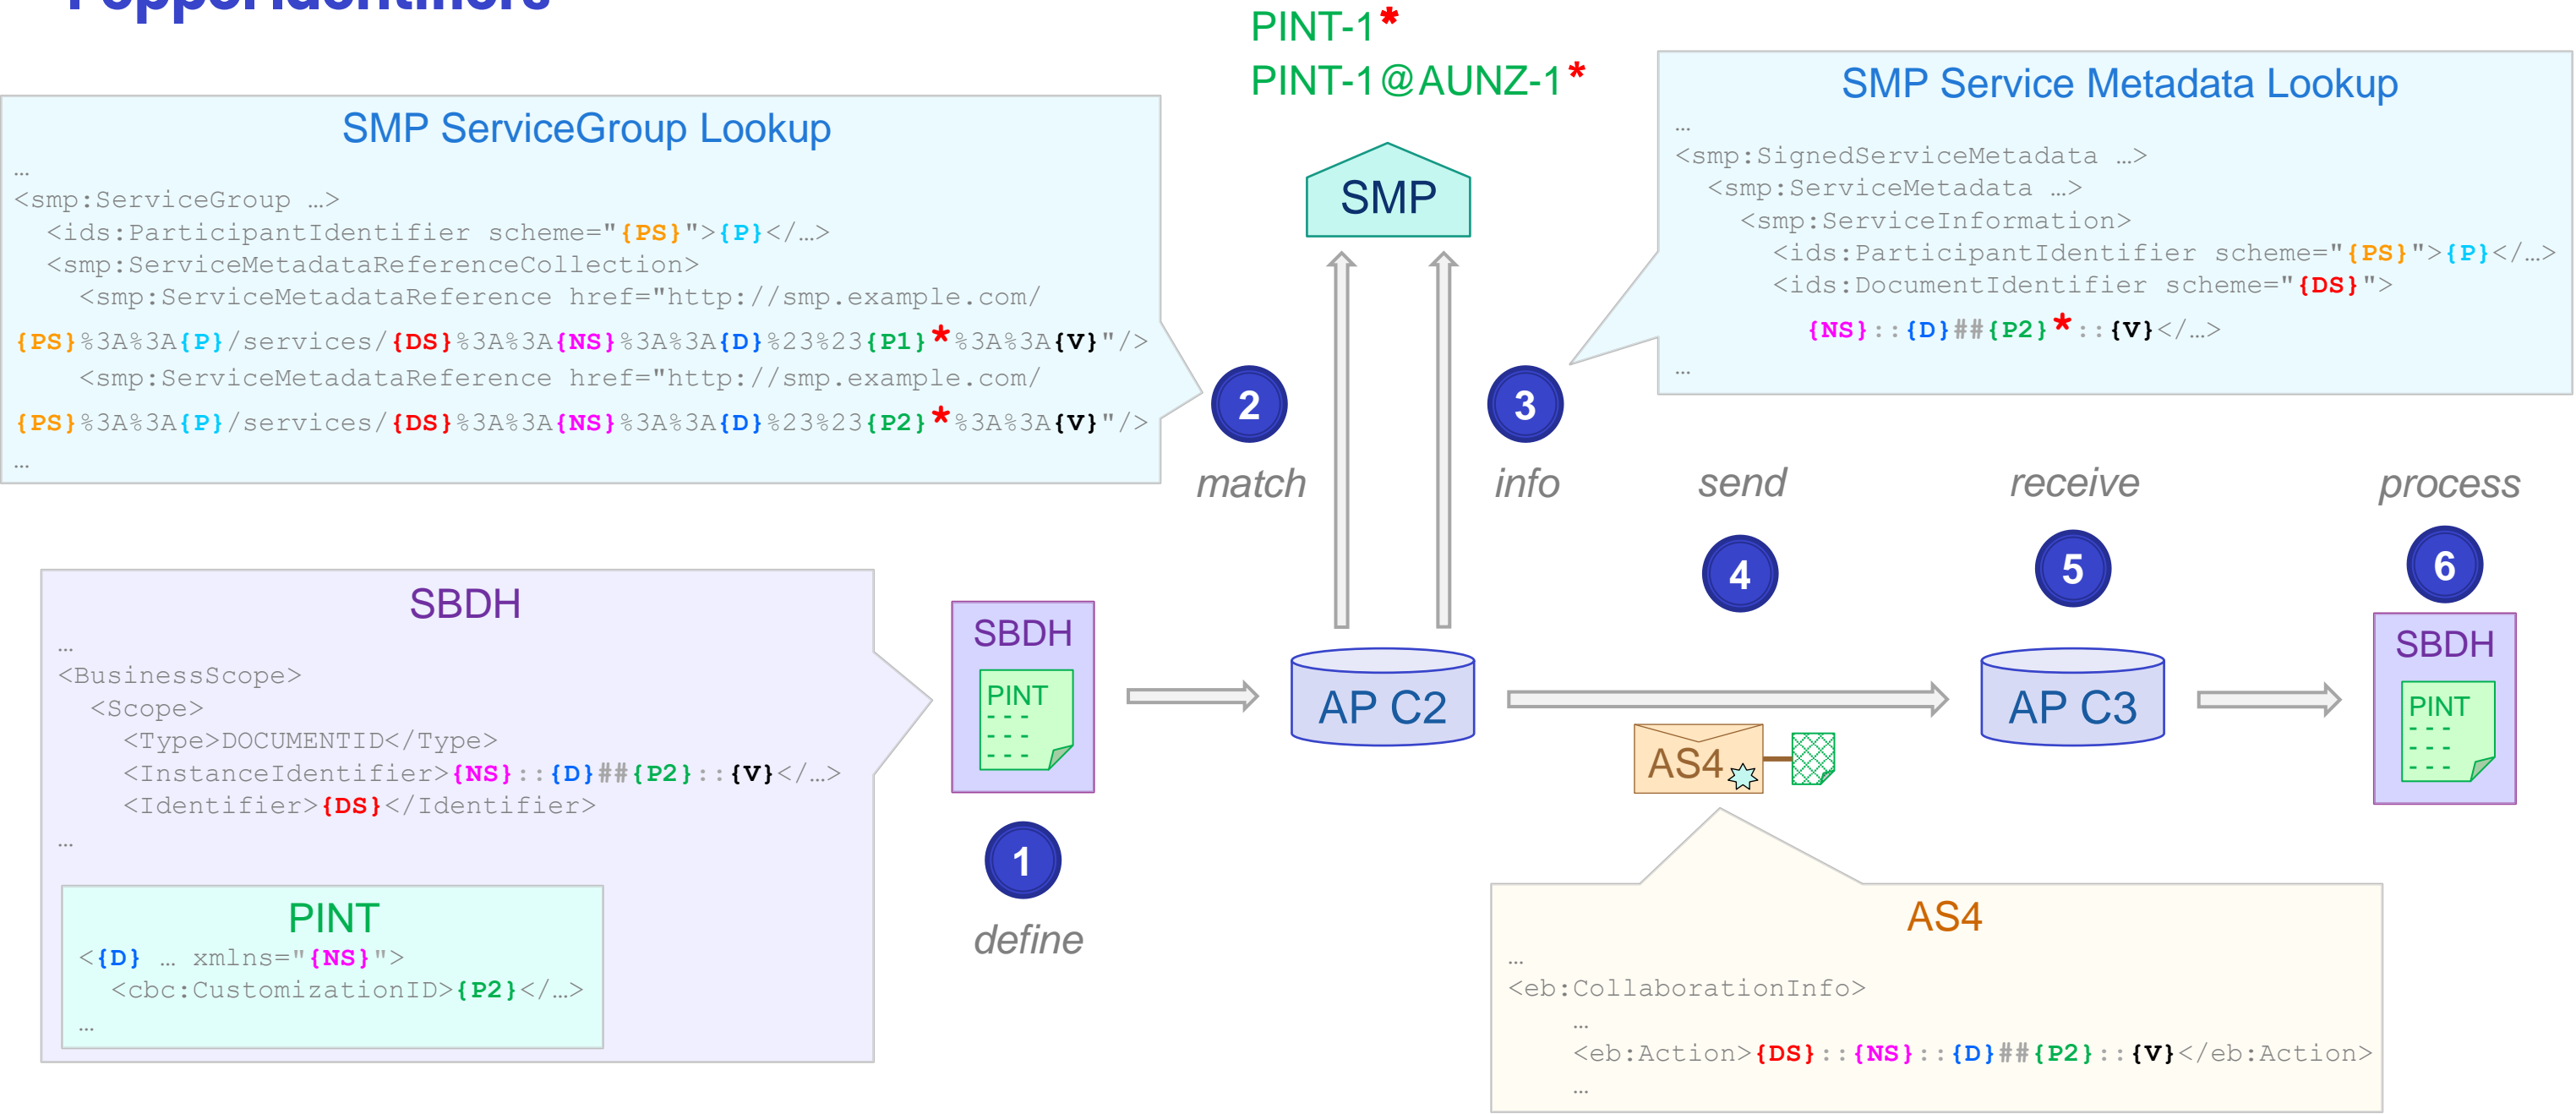 Peppol Identifiers
PINT-1*
PINT-1@AUNZ-1*
SMP ServiceGroup Lookup
…
<smp:ServiceGroup …>
<ids:ParticipantIdentifier scheme="{PS}">{P}</…>
<smp:ServiceMetadataReferenceCollection>
<smp:ServiceMetadataReference href="http://smp.example.com/
{PS}%3A%3A{P}/services/{DS}%3A%3A{NS}%3A%3A{D}%23%23{P1}*%3A%3A{V}"/>
<smp:ServiceMetadataReference href="http://smp.example.com/
{PS}%3A%3A{P}/services/{DS}%3A%3A{NS}%3A%3A{D}%23%23{P2}*%3A%3A{V}"/>
…
SMP
SMP Service Metadata Lookup
…
<smp:SignedServiceMetadata …>
<smp:ServiceMetadata …>
<smp:ServiceInformation>
<ids:ParticipantIdentifier scheme="{PS}">{P}</…>
<ids:DocumentIdentifier scheme="{DS}">
{NS}::{D}##{P2}*::{V}</…>
…
2
match
3
info
send
4
receive
5
process
6
SBDH
…
<BusinessScope>
<Scope>
<Type>DOCUMENTID</Type>
<InstanceIdentifier>{NS}::{D}##{P2}::{V}</…>
<Identifier>{DS}</Identifier>
…
PINT
<{D} … xmlns="{NS}">
<cbc:CustomizationID>{P2}</…>
…
SBDH
PINT
- - -
- - -
- - -
1
define
AP C2
AS4
AP C3
SBDH
PINT
- - -
- - -
- - -
AS4
…
<eb:CollaborationInfo>
…
<eb:Action>{DS}::{NS}::{D}##{P2}::{V}</eb:Action>
…